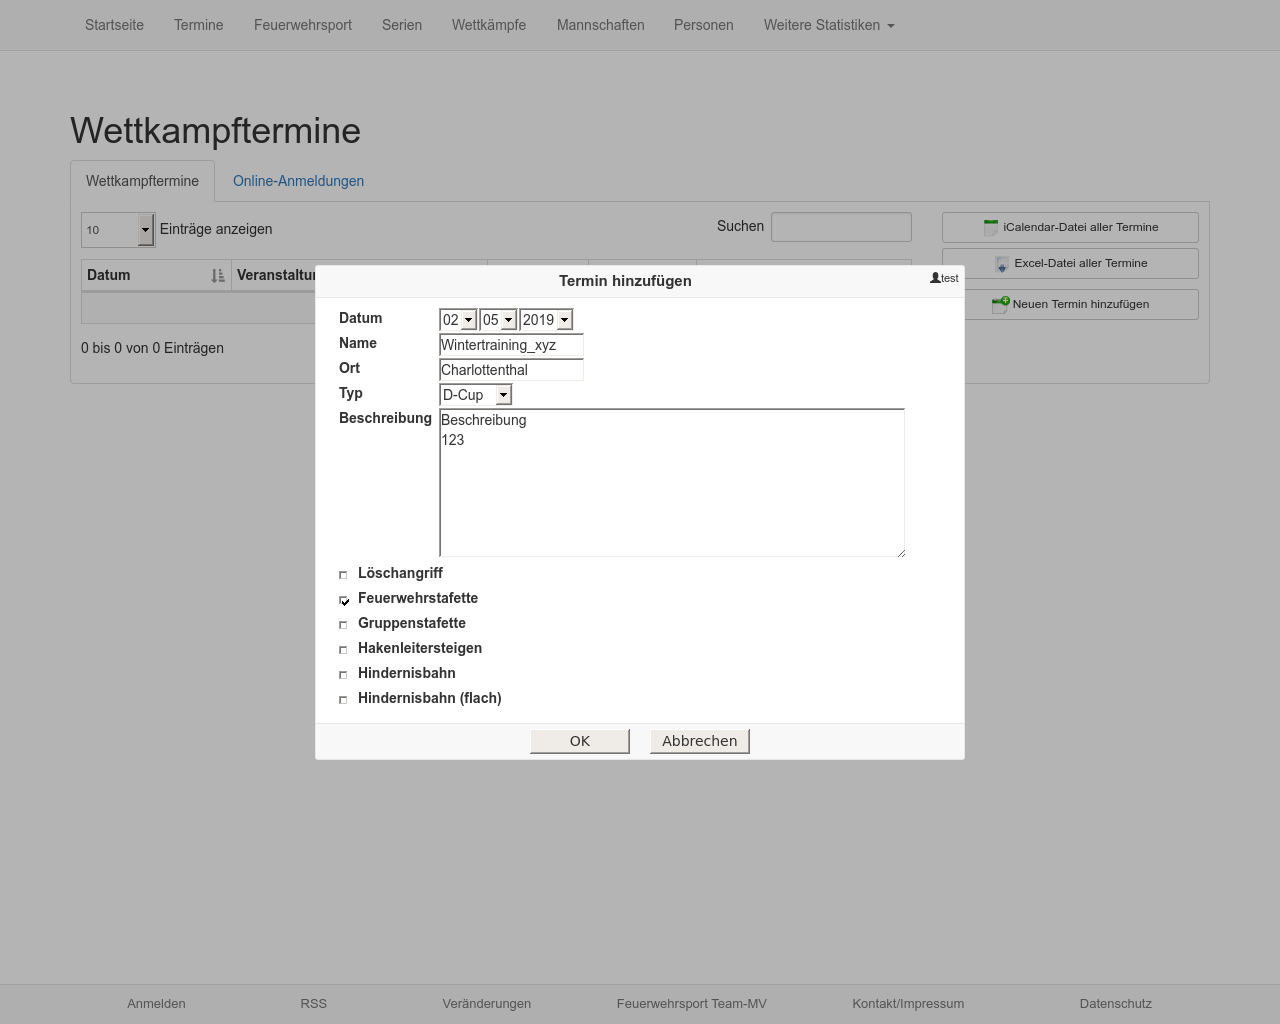 Startseite Termine Feuerwehrsport Serien Wettkämpfe Mannschaften Personen Weitere Statistiken
Wettkampftermine
Wettkampftermine Online-Anmeldungen
10 Einträge anzeigen Suchen iCalendar-Datei aller Termine
Excel-Datei aller Termine
Datum
Neuen Termin hinzufügen
0 bis 0 von 0 Einträgen
Termin hinzufügen test
Datum 02 05 2019
Name Wintertraining_xyz
Ort Charlottenthal
Typ D-Cup
Beschreibung Beschreibung
123
Löschangriff
Feuerwehrstafette
Gruppenstafette
Hakenleitersteigen
Hindernisbahn
Hindernisbahn (flach)
OK Abbrechen
Anmelden RSS Veränderungen Feuerwehrsport Team-MV Kontakt/Impressum Datenschutz